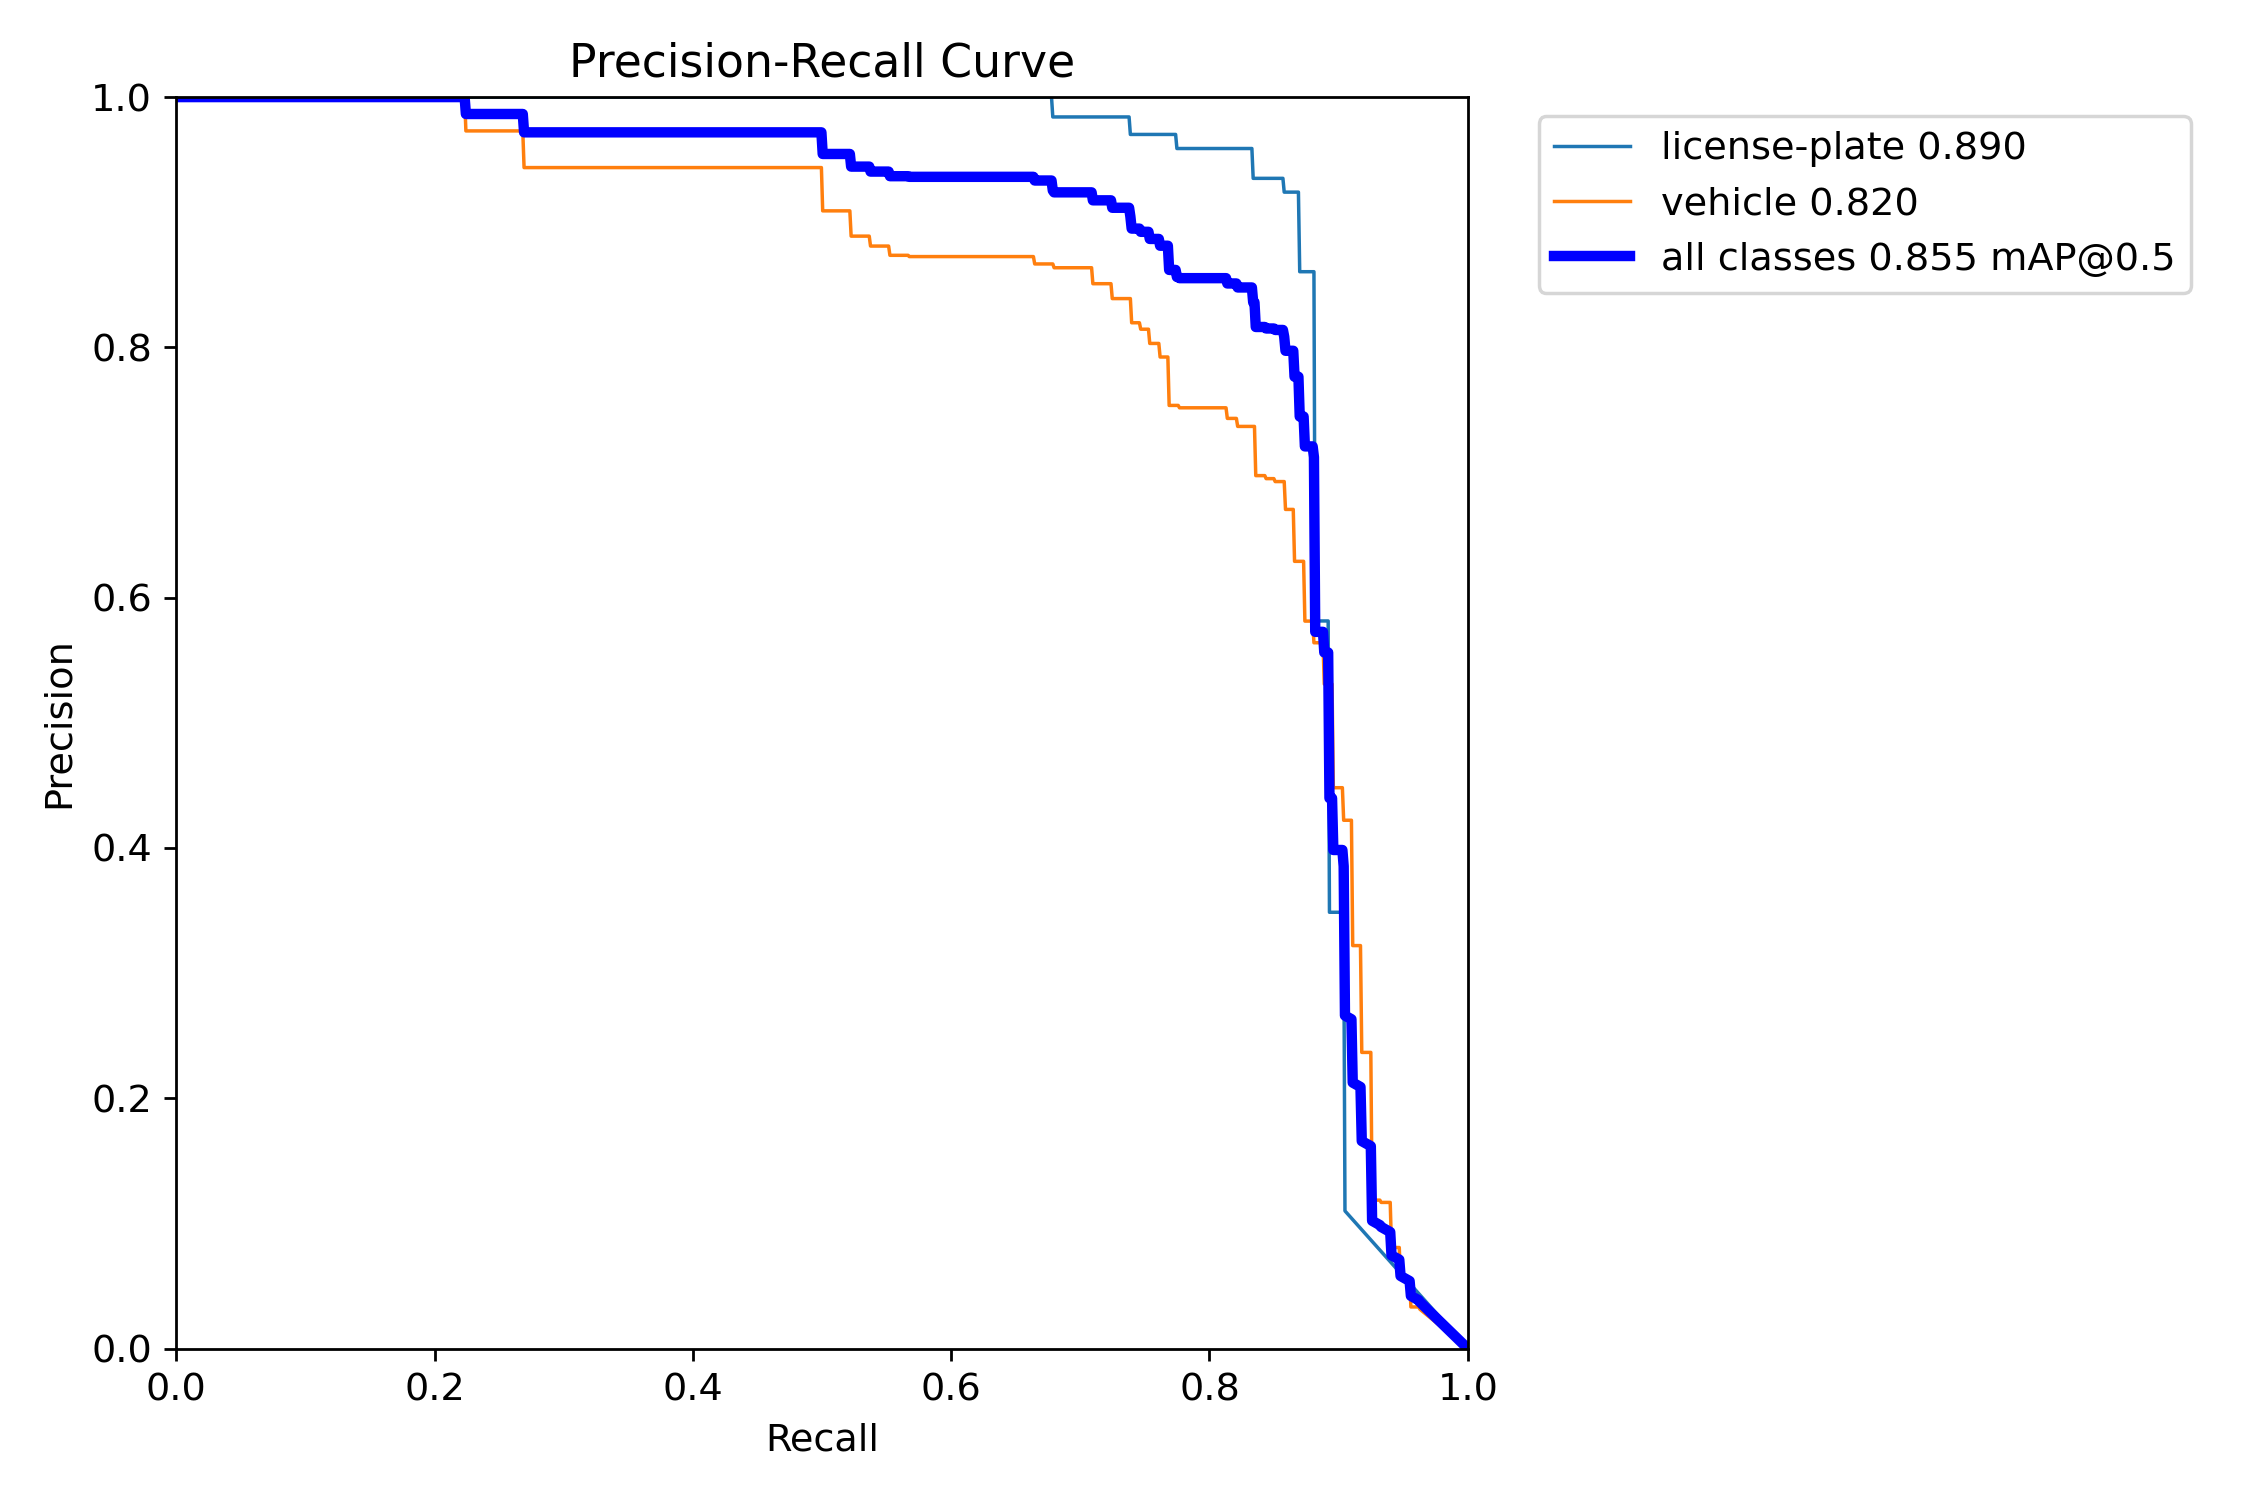 Precision-Recall Curve
1.0
0.8
0.6
0.4
0.2
0.0
Precision
0.0 0.2 0.4 0.6 0.8 1.0
Recall
license-plate 0.890
vehicle 0.820
all classes 0.855 mAP@0.5